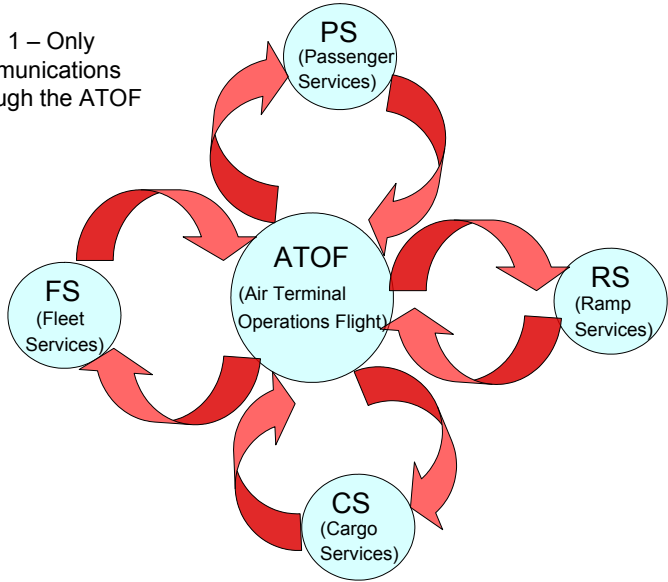 1 – Only
munications
ugh the ATOF
PS
(Passenger
Services)
ATOF
(Air Terminal
Operations Flight)
FS
(Fleet
Services)
RS
(Ramp
Services)
CS
(Cargo
Services)